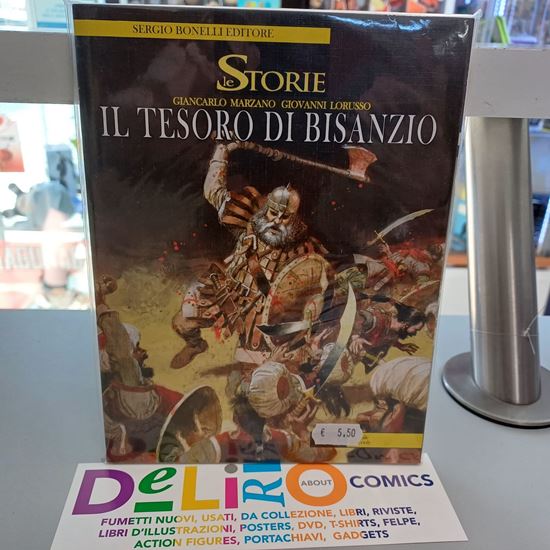 SERGIO BONELLI EDITORE
le STORIE
GIANCARLO MARZANO GIOVANNI LORUSSO
IL TESORO DI BISANZIO
€ 5,50
DeLiRiO ABOUT COMICS
FUMETTI NUOVI, USATI, DA COLLEZIONE, LIBRI, RIVISTE,
LIBRI D'ILLUSTRAZIONI, POSTERS, DVD, T-SHIRTS, FELPE,
ACTION FIGURES, PORTACHIAVI, GADGETS